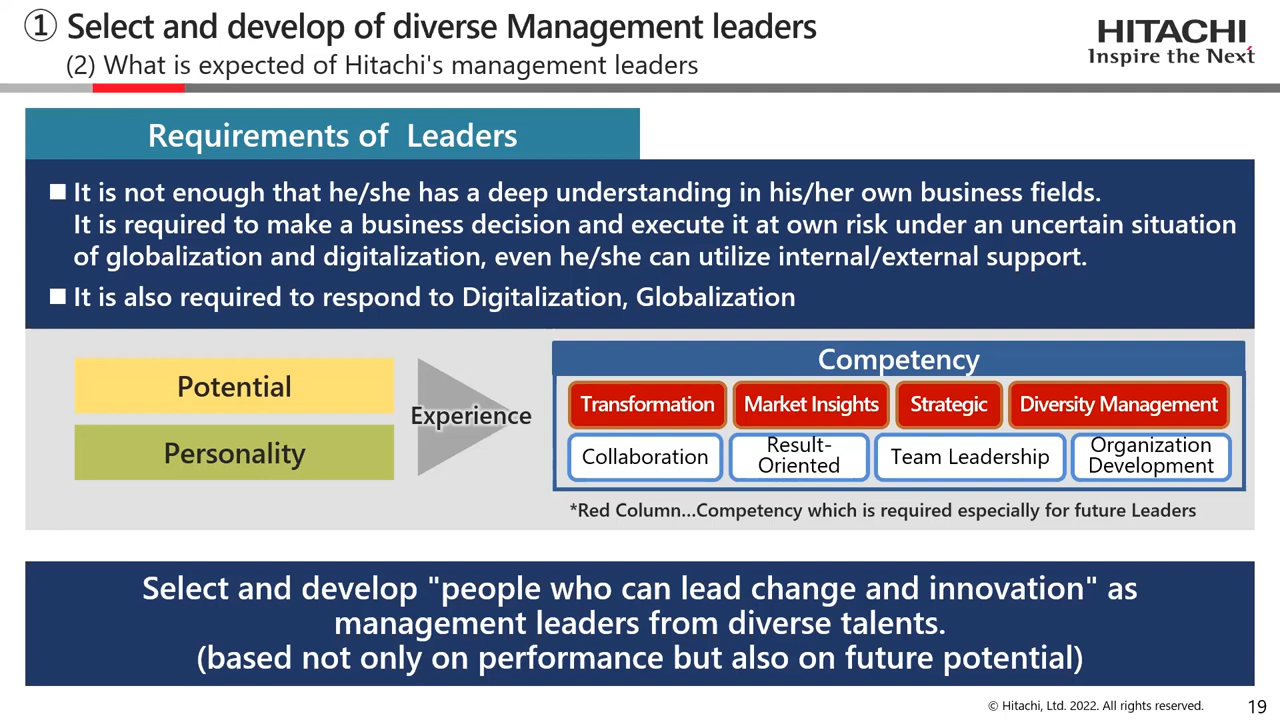 ① Select and develop of diverse Management leaders
(2) What is expected of Hitachi's management leaders
HITACHI
Inspire the Next
Requirements of Leaders
■ It is not enough that he/she has a deep understanding in his/her own business fields.
It is required to make a business decision and execute it at own risk under an uncertain situation
of globalization and digitalization, even he/she can utilize internal/external support.
■ It is also required to respond to Digitalization, Globalization
Potential
Personality
Experience
Competency
Transformation
Market Insights
Strategic
Diversity Management
Collaboration
Result-
Oriented
Team Leadership
Organization
Development
*Red Column...Competency which is required especially for future Leaders
Select and develop "people who can lead change and innovation" as
management leaders from diverse talents.
(based not only on performance but also on future potential)
© Hitachi, Ltd. 2022. All rights reserved.
19